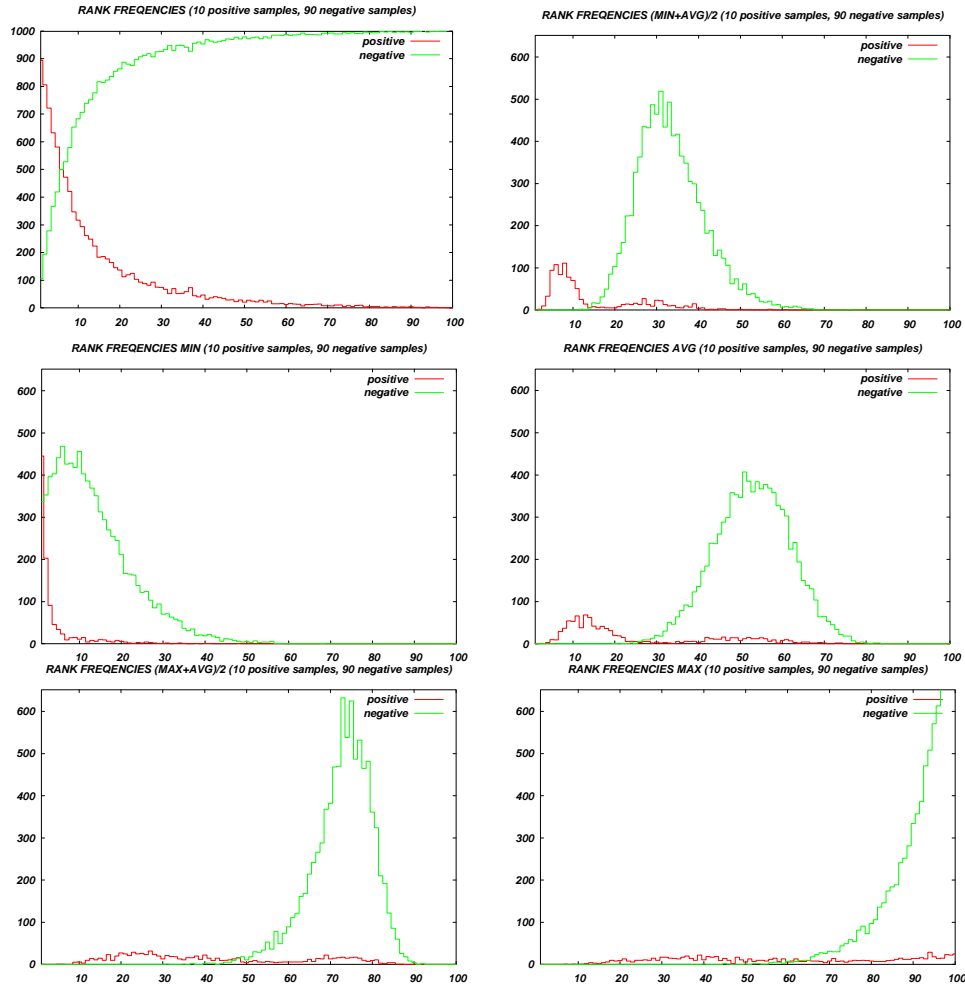 RANK FREQENCIES (10 positive samples, 90 negative samples)
1000
900
800
700
600
500
400
300
200
100
0
10 20 30 40 50 60 70 80 90 100
positive
negative
RANK FREQENCIES (MIN+AVG)/2 (10 positive samples, 90 negative samples)
600
500
400
300
200
100
0
10 20 30 40 50 60 70 80 90 100
positive
negative
RANK FREQENCIES MIN (10 positive samples, 90 negative samples)
600
500
400
300
200
100
0
10 20 30 40 50 60 70 80 90 100
positive
negative
RANK FREQENCIES AVG (10 positive samples, 90 negative samples)
600
500
400
300
200
100
0
10 20 30 40 50 60 70 80 90 100
positive
negative
RANK FREQENCIES (MAX+AVG)/2 (10 positive samples, 90 negative samples)
600
500
400
300
200
100
0
10 20 30 40 50 60 70 80 90 100
positive
negative
RANK FREQENCIES MAX (10 positive samples, 90 negative samples)
600
500
400
300
200
100
0
10 20 30 40 50 60 70 80 90 100
positive
negative